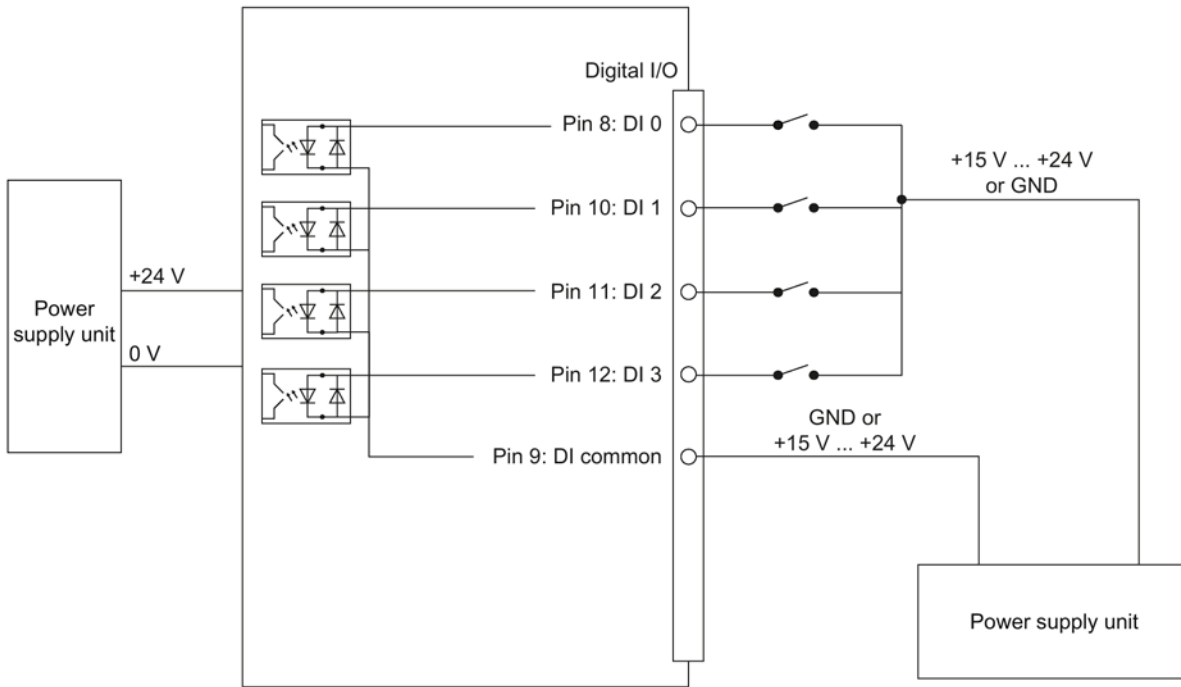 Digital I/O
Pin 8: DI 0
+15 V ... +24 V
or GND
Pin 10: DI 1
+24 V
Pin 11: DI 2
Power
supply unit
0 V
Pin 12: DI 3
GND or
+15 V ... +24 V
Pin 9: DI common
Power supply unit